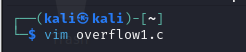 ┌──(kali㉿kali)-[~]
└─$ vim overflow1.c